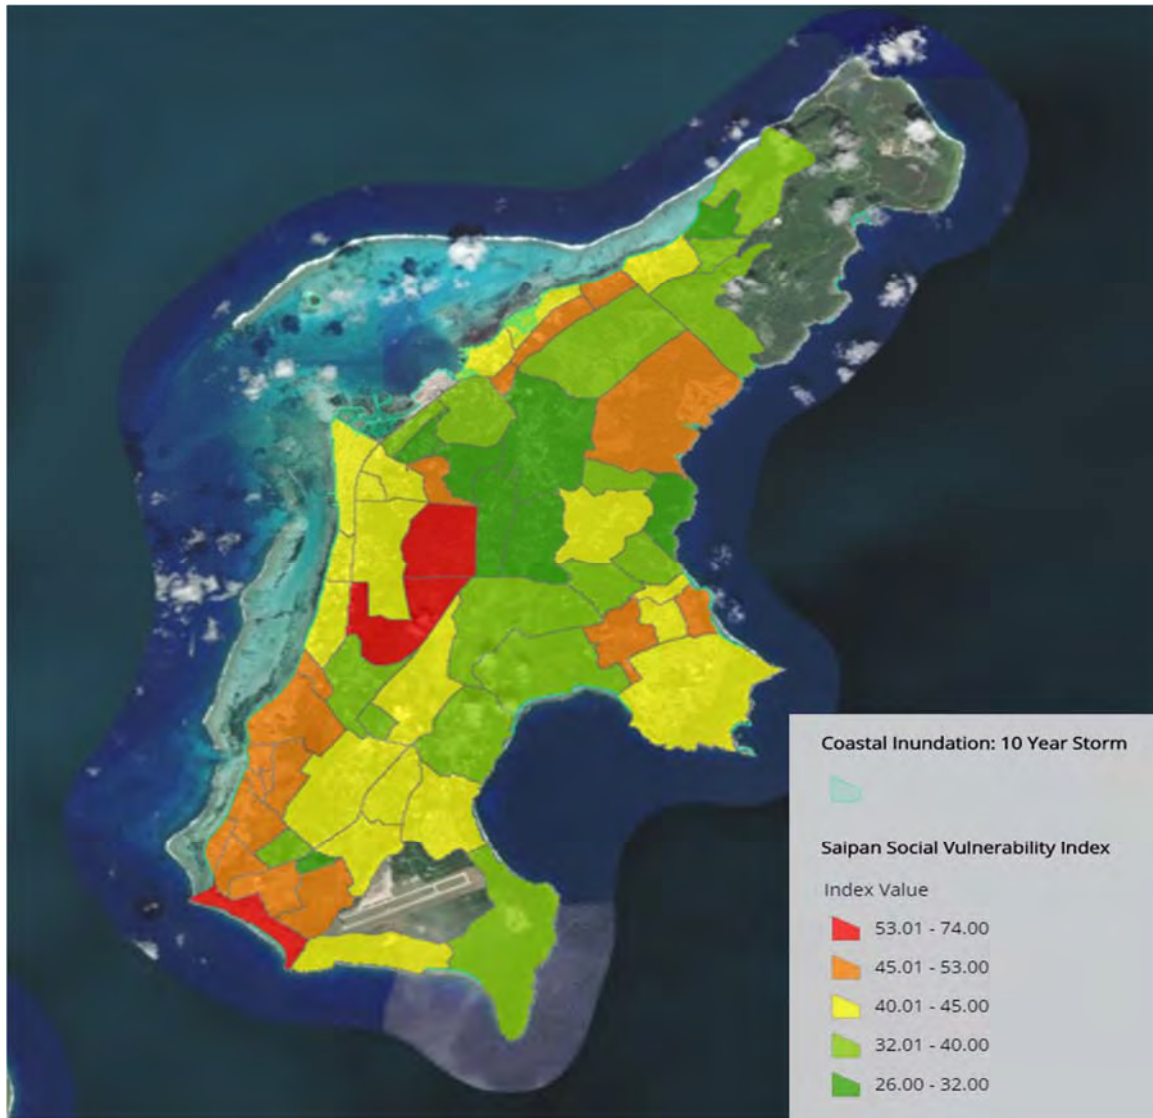 Coastal Inundation: 10 Year Storm
Saipan Social Vulnerability Index
Index Value
53.01 - 74.00
45.01 - 53.00
40.01 - 45.00
32.01 - 40.00
26.00 - 32.00